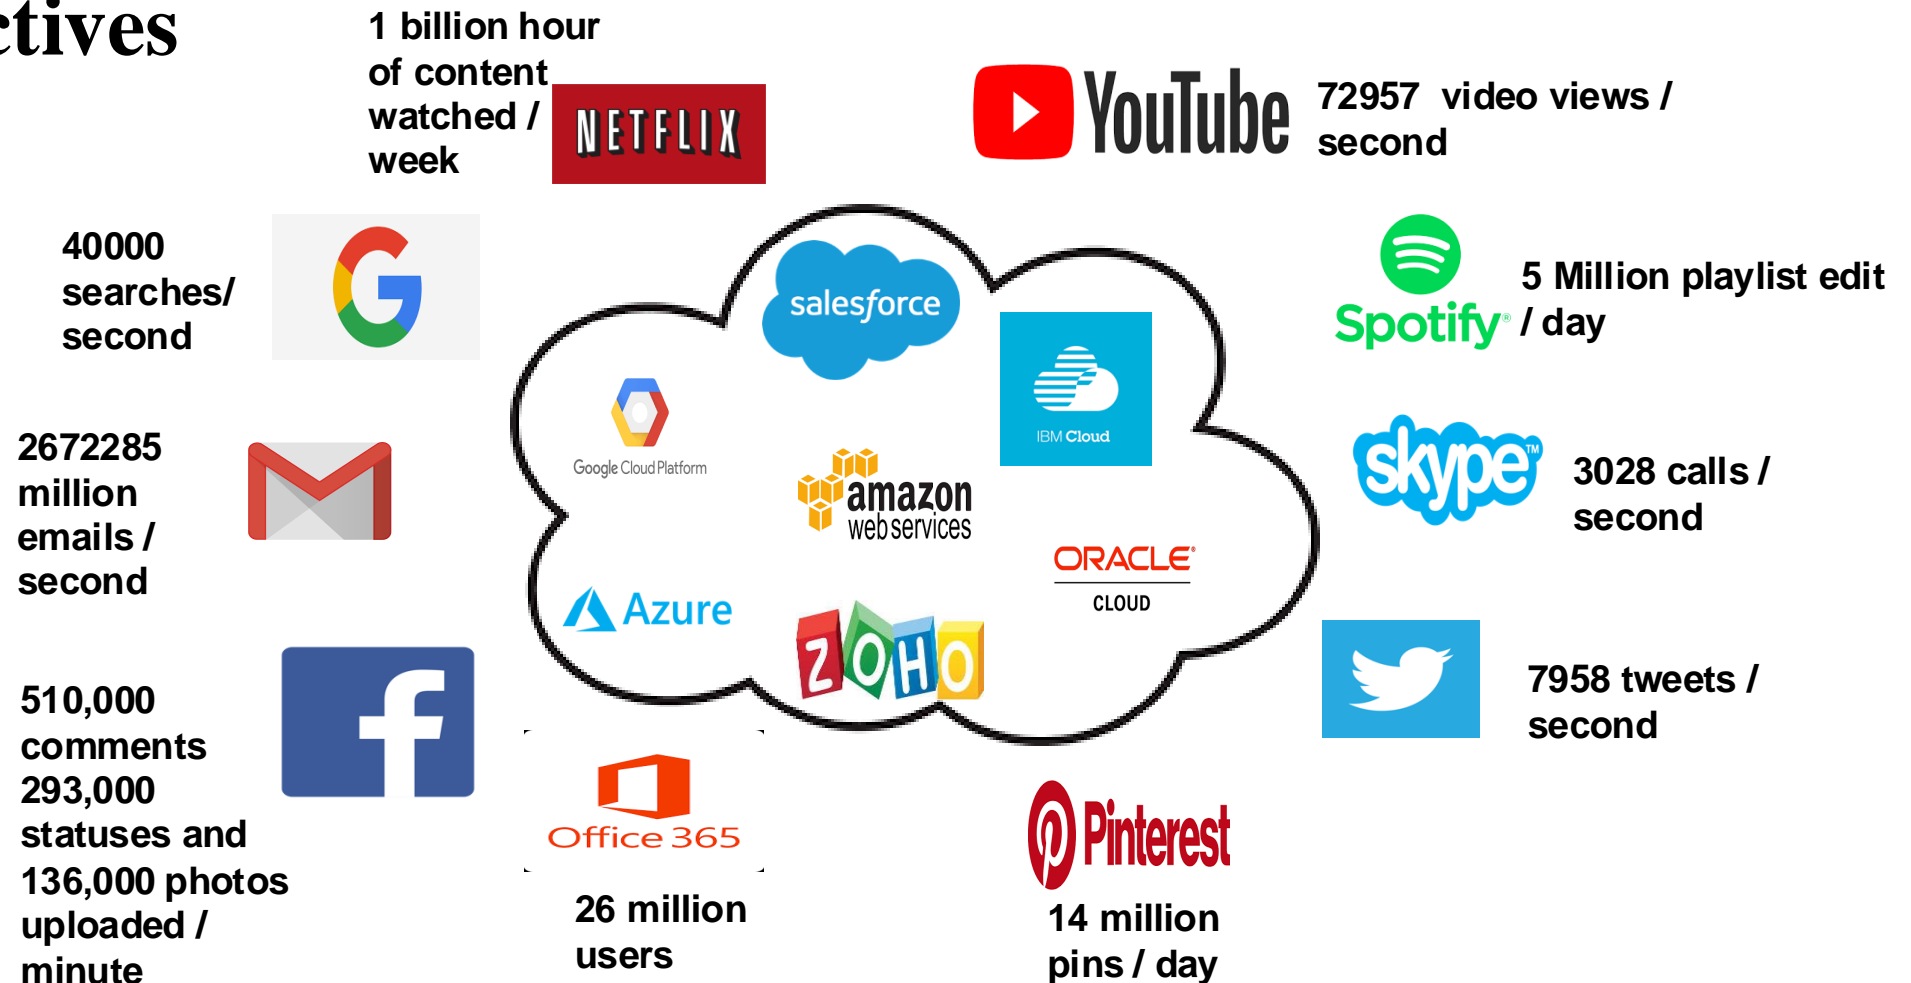 ctives
1 billion hour
of content
watched /
week
NETFLIX
YouTube
72957 video views /
second
40000
searches/
second
G
salesforce
Spotify®
5 Million playlist edit
/ day
IBM Cloud
Google Cloud Platform
2672285
million
emails /
second
amazon
web services
skype™
3028 calls /
second
ORACLE®
CLOUD
Azure
ZOHO
510,000
comments
293,000
statuses and
136,000 photos
uploaded /
minute
f
7958 tweets /
second
Office 365
26 million
users
Pinterest
14 million
pins / day